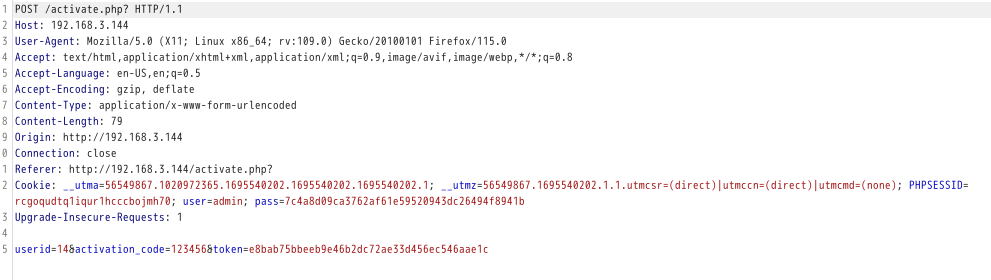 1 POST /activate.php? HTTP/1.1
2 Host: 192.168.3.144
3 User-Agent: Mozilla/5.0 (X11; Linux x86_64; rv:109.0) Gecko/20100101 Firefox/115.0
4 Accept: text/html,application/xhtml+xml,application/xml;q=0.9,image/avif,image/webp,*/*;q=0.8
5 Accept-Language: en-US,en;q=0.5
6 Accept-Encoding: gzip, deflate
7 Content-Type: application/x-www-form-urlencoded
8 Content-Length: 79
9 Origin: http://192.168.3.144
0 Connection: close
1 Referer: http://192.168.3.144/activate.php?
2 Cookie: __utma=56549867.1020972365.1695540202.1695540202.1695540202.1; __utmz=56549867.1695540202.1.1.utmcsr=(direct)|utmccn=(direct)|utmcmd=(none); PHPSESSID=
rcgoqudtq1iqur1hcccbojmh70; user=admin; pass=7c4a8d09ca3762af61e59520943dc26494f8941b
3 Upgrade-Insecure-Requests: 1
4
5 userid=14&activation_code=123456&token=e8bab75bbeeb9e46b2dc72ae33d456ec546aae1c